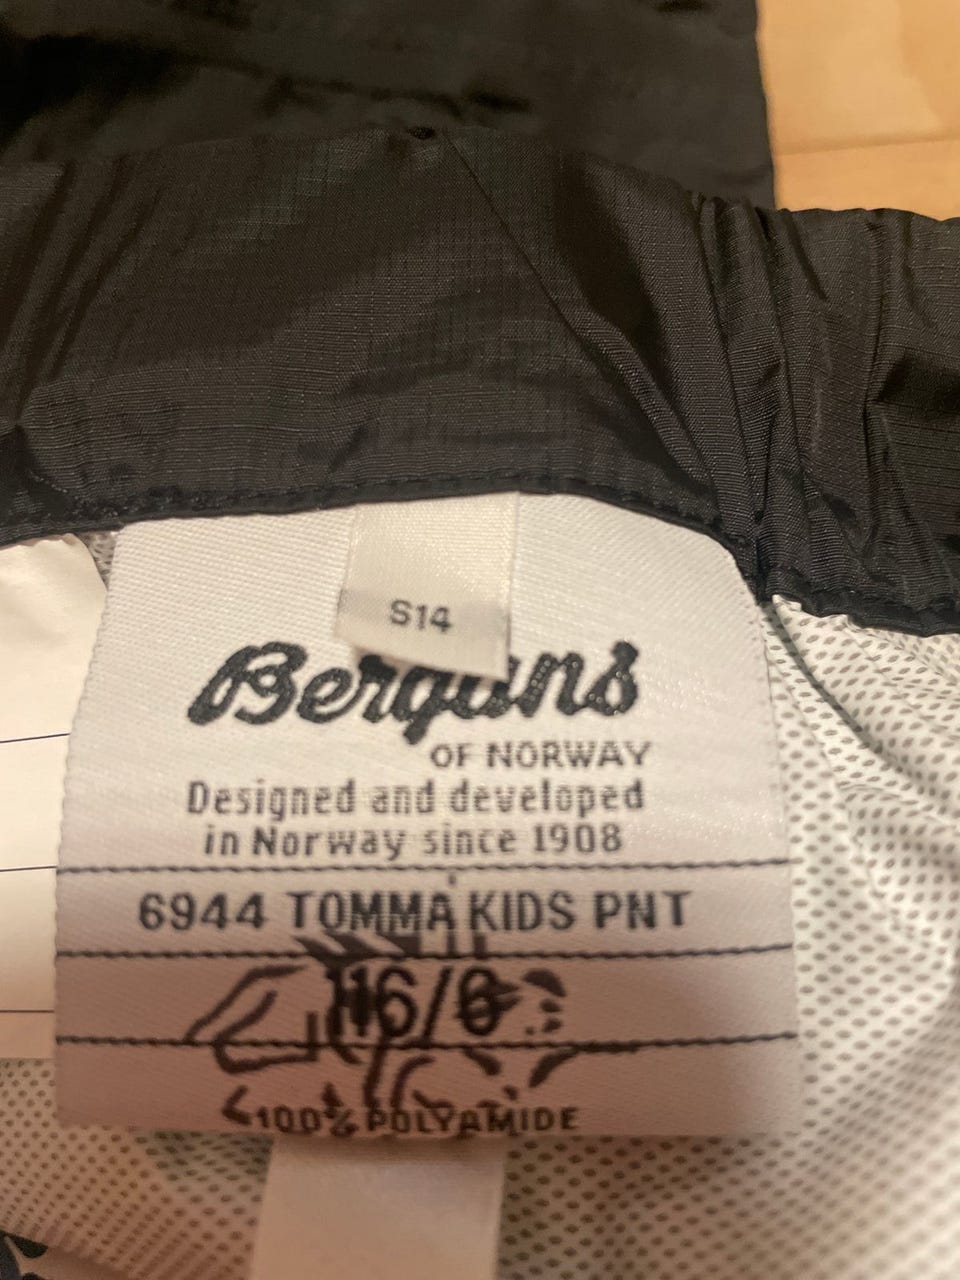 S14
Bergans
OF NORWAY
Designed and developed
in Norway since 1908
6944 TOMMA KIDS PNT
116/6
100% POLYAMIDE